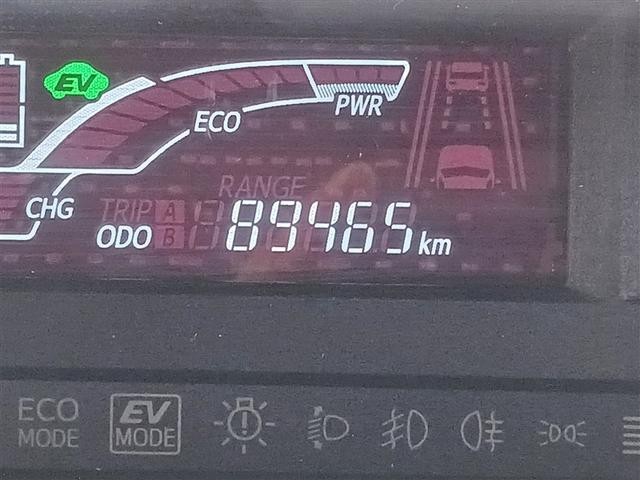 EV
ECO
PWR
CHG
RANGE
TRIP A
ODO B 89465 km
ECO MODE
EV MODE